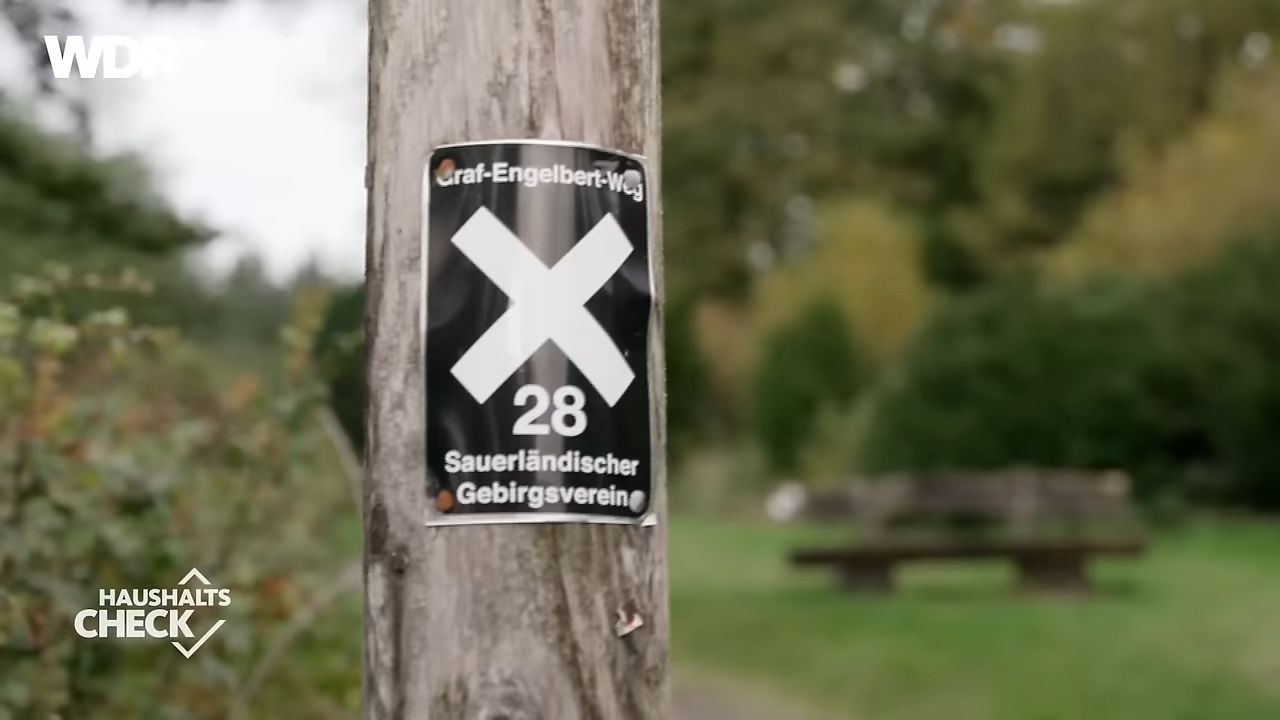 WDR
Graf-Engelbert-Weg
28
Sauerländischer
Gebirgsverein
HAUSHALTS
CHECK